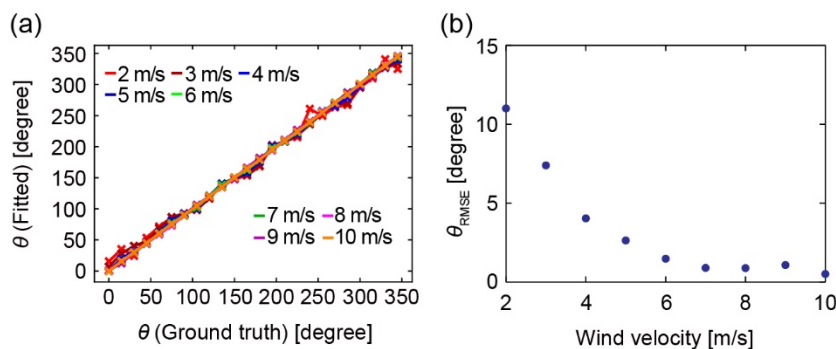 (a)
350
300
250
200
150
100
50
0
θ (Fitted) [degree]
2 m/s 3 m/s 4 m/s
5 m/s 6 m/s
7 m/s 8 m/s
9 m/s 10 m/s
0 50 100 150 200 250 300 350
θ (Ground truth) [degree]
(b)
15
10
5
0
θRMSE [degree]
2 4 6 8 10
Wind velocity [m/s]